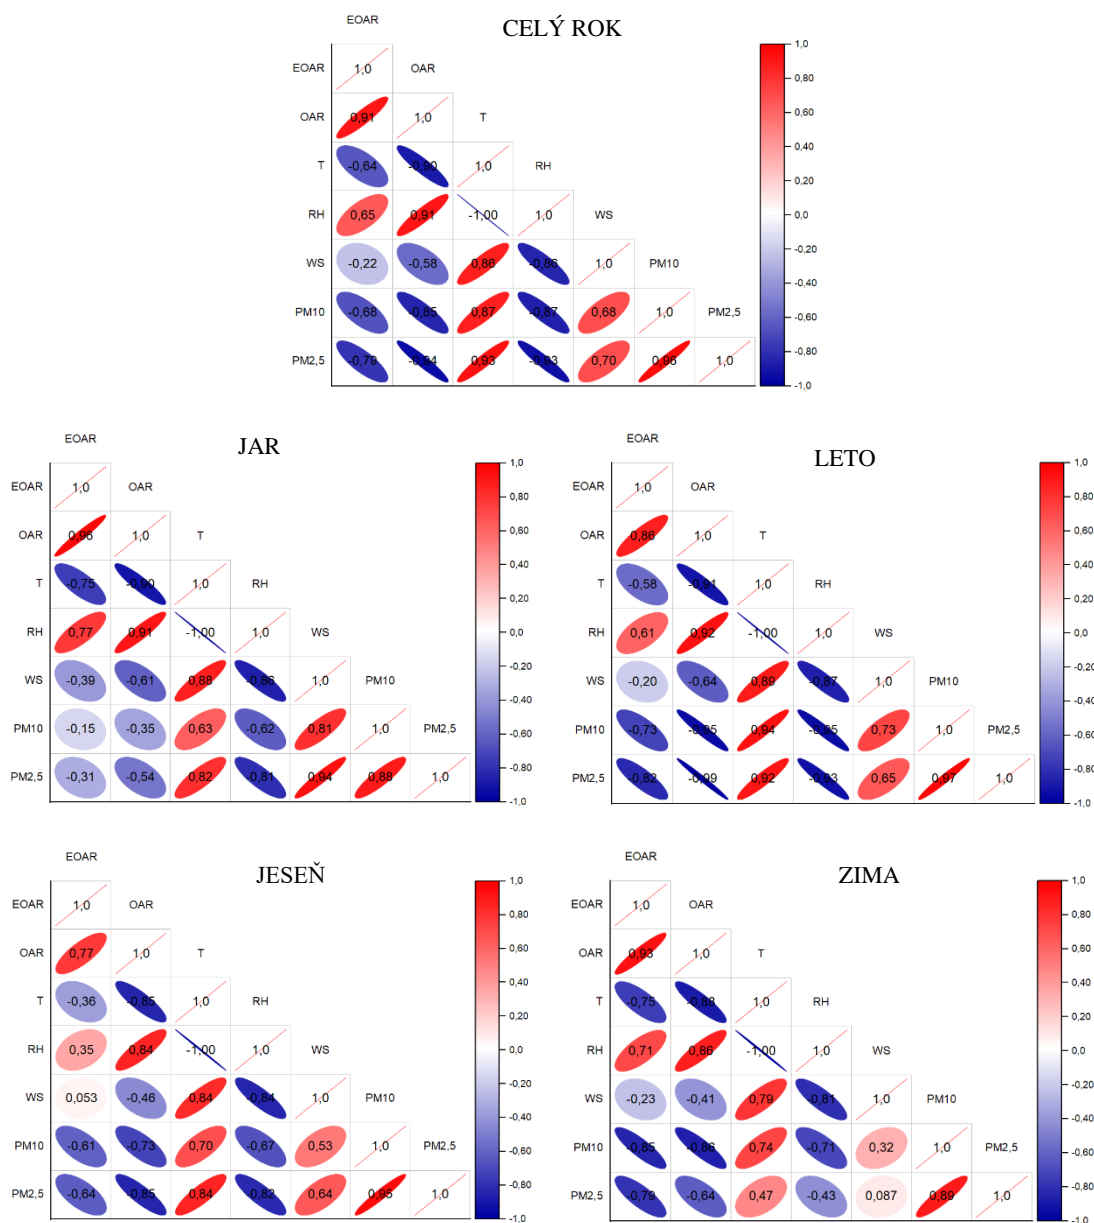 CELÝ ROK
EOAR
EOAR 1,0 OAR
OAR 0,91 1,0 T
T -0,64 -0,90 1,0 RH
RH 0,65 0,91 -1,00 1,0 WS
WS -0,22 -0,58 0,86 -0,86 1,0 PM10
PM10 -0,68 -0,85 0,87 -0,87 0,68 1,0 PM2,5
PM2,5 -0,79 -0,94 0,93 -0,93 0,70 0,96 1,0
1,0
0,80
0,60
0,40
0,20
0,0
-0,20
-0,40
-0,60
-0,80
-1,0
JAR
EOAR
EOAR 1,0 OAR
OAR 0,96 1,0 T
T -0,75 -0,90 1,0 RH
RH 0,77 0,91 -1,00 1,0 WS
WS -0,39 -0,61 0,88 -0,86 1,0 PM10
PM10 -0,15 -0,35 0,63 -0,62 0,81 1,0 PM2,5
PM2,5 -0,31 -0,54 0,82 -0,81 0,94 0,88 1,0
1,0
0,80
0,60
0,40
0,20
0,0
-0,20
-0,40
-0,60
-0,80
-1,0
LETO
EOAR
EOAR 1,0 OAR
OAR 0,86 1,0 T
T -0,58 -0,91 1,0 RH
RH 0,61 0,92 -1,00 1,0 WS
WS -0,20 -0,64 0,89 -0,87 1,0 PM10
PM10 -0,73 -0,95 0,94 -0,95 0,73 1,0 PM2,5
PM2,5 -0,82 -0,99 0,92 -0,93 0,65 0,97 1,0
1,0
0,80
0,60
0,40
0,20
0,0
-0,20
-0,40
-0,60
-0,80
-1,0
JESEŇ
EOAR
EOAR 1,0 OAR
OAR 0,77 1,0 T
T -0,36 -0,85 1,0 RH
RH 0,35 0,84 -1,00 1,0 WS
WS 0,053 -0,46 0,84 -0,84 1,0 PM10
PM10 -0,61 -0,73 0,70 -0,67 0,53 1,0 PM2,5
PM2,5 -0,64 -0,85 0,84 -0,82 0,64 0,95 1,0
1,0
0,80
0,60
0,40
0,20
0,0
-0,20
-0,40
-0,60
-0,80
-1,0
ZIMA
EOAR
EOAR 1,0 OAR
OAR 0,93 1,0 T
T -0,75 -0,88 1,0 RH
RH 0,71 0,86 -1,00 1,0 WS
WS -0,23 -0,41 0,79 -0,81 1,0 PM10
PM10 -0,85 -0,86 0,74 -0,71 0,32 1,0 PM2,5
PM2,5 -0,79 -0,64 0,47 -0,43 0,087 0,89 1,0
1,0
0,80
0,60
0,40
0,20
0,0
-0,20
-0,40
-0,60
-0,80
-1,0